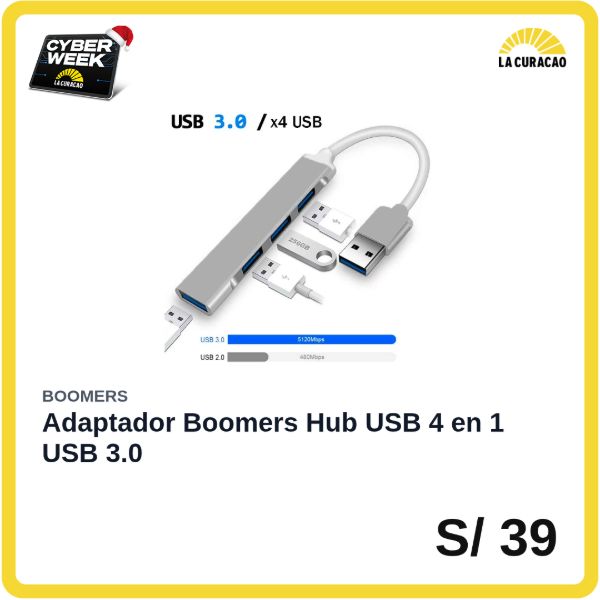 CYBER
WEEK
LA CURACAO
LA CURACAO
USB 3.0 / x4 USB
256GB
USB 3.0 5120Mbps
USB 2.0 480Mbps
BOOMERS
Adaptador Boomers Hub USB 4 en 1
USB 3.0
S/ 39